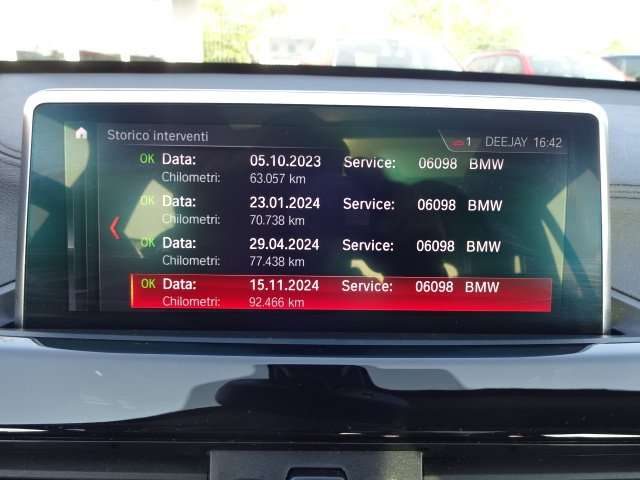 Storico interventi
1 DEEJAY 16:42
OK Data: 05.10.2023 Service: 06098 BMW
Chilometri: 63.057 km
OK Data: 23.01.2024 Service: 06098 BMW
Chilometri: 70.738 km
OK Data: 29.04.2024 Service: 06098 BMW
Chilometri: 77.438 km
OK Data: 15.11.2024 Service: 06098 BMW
Chilometri: 92.466 km